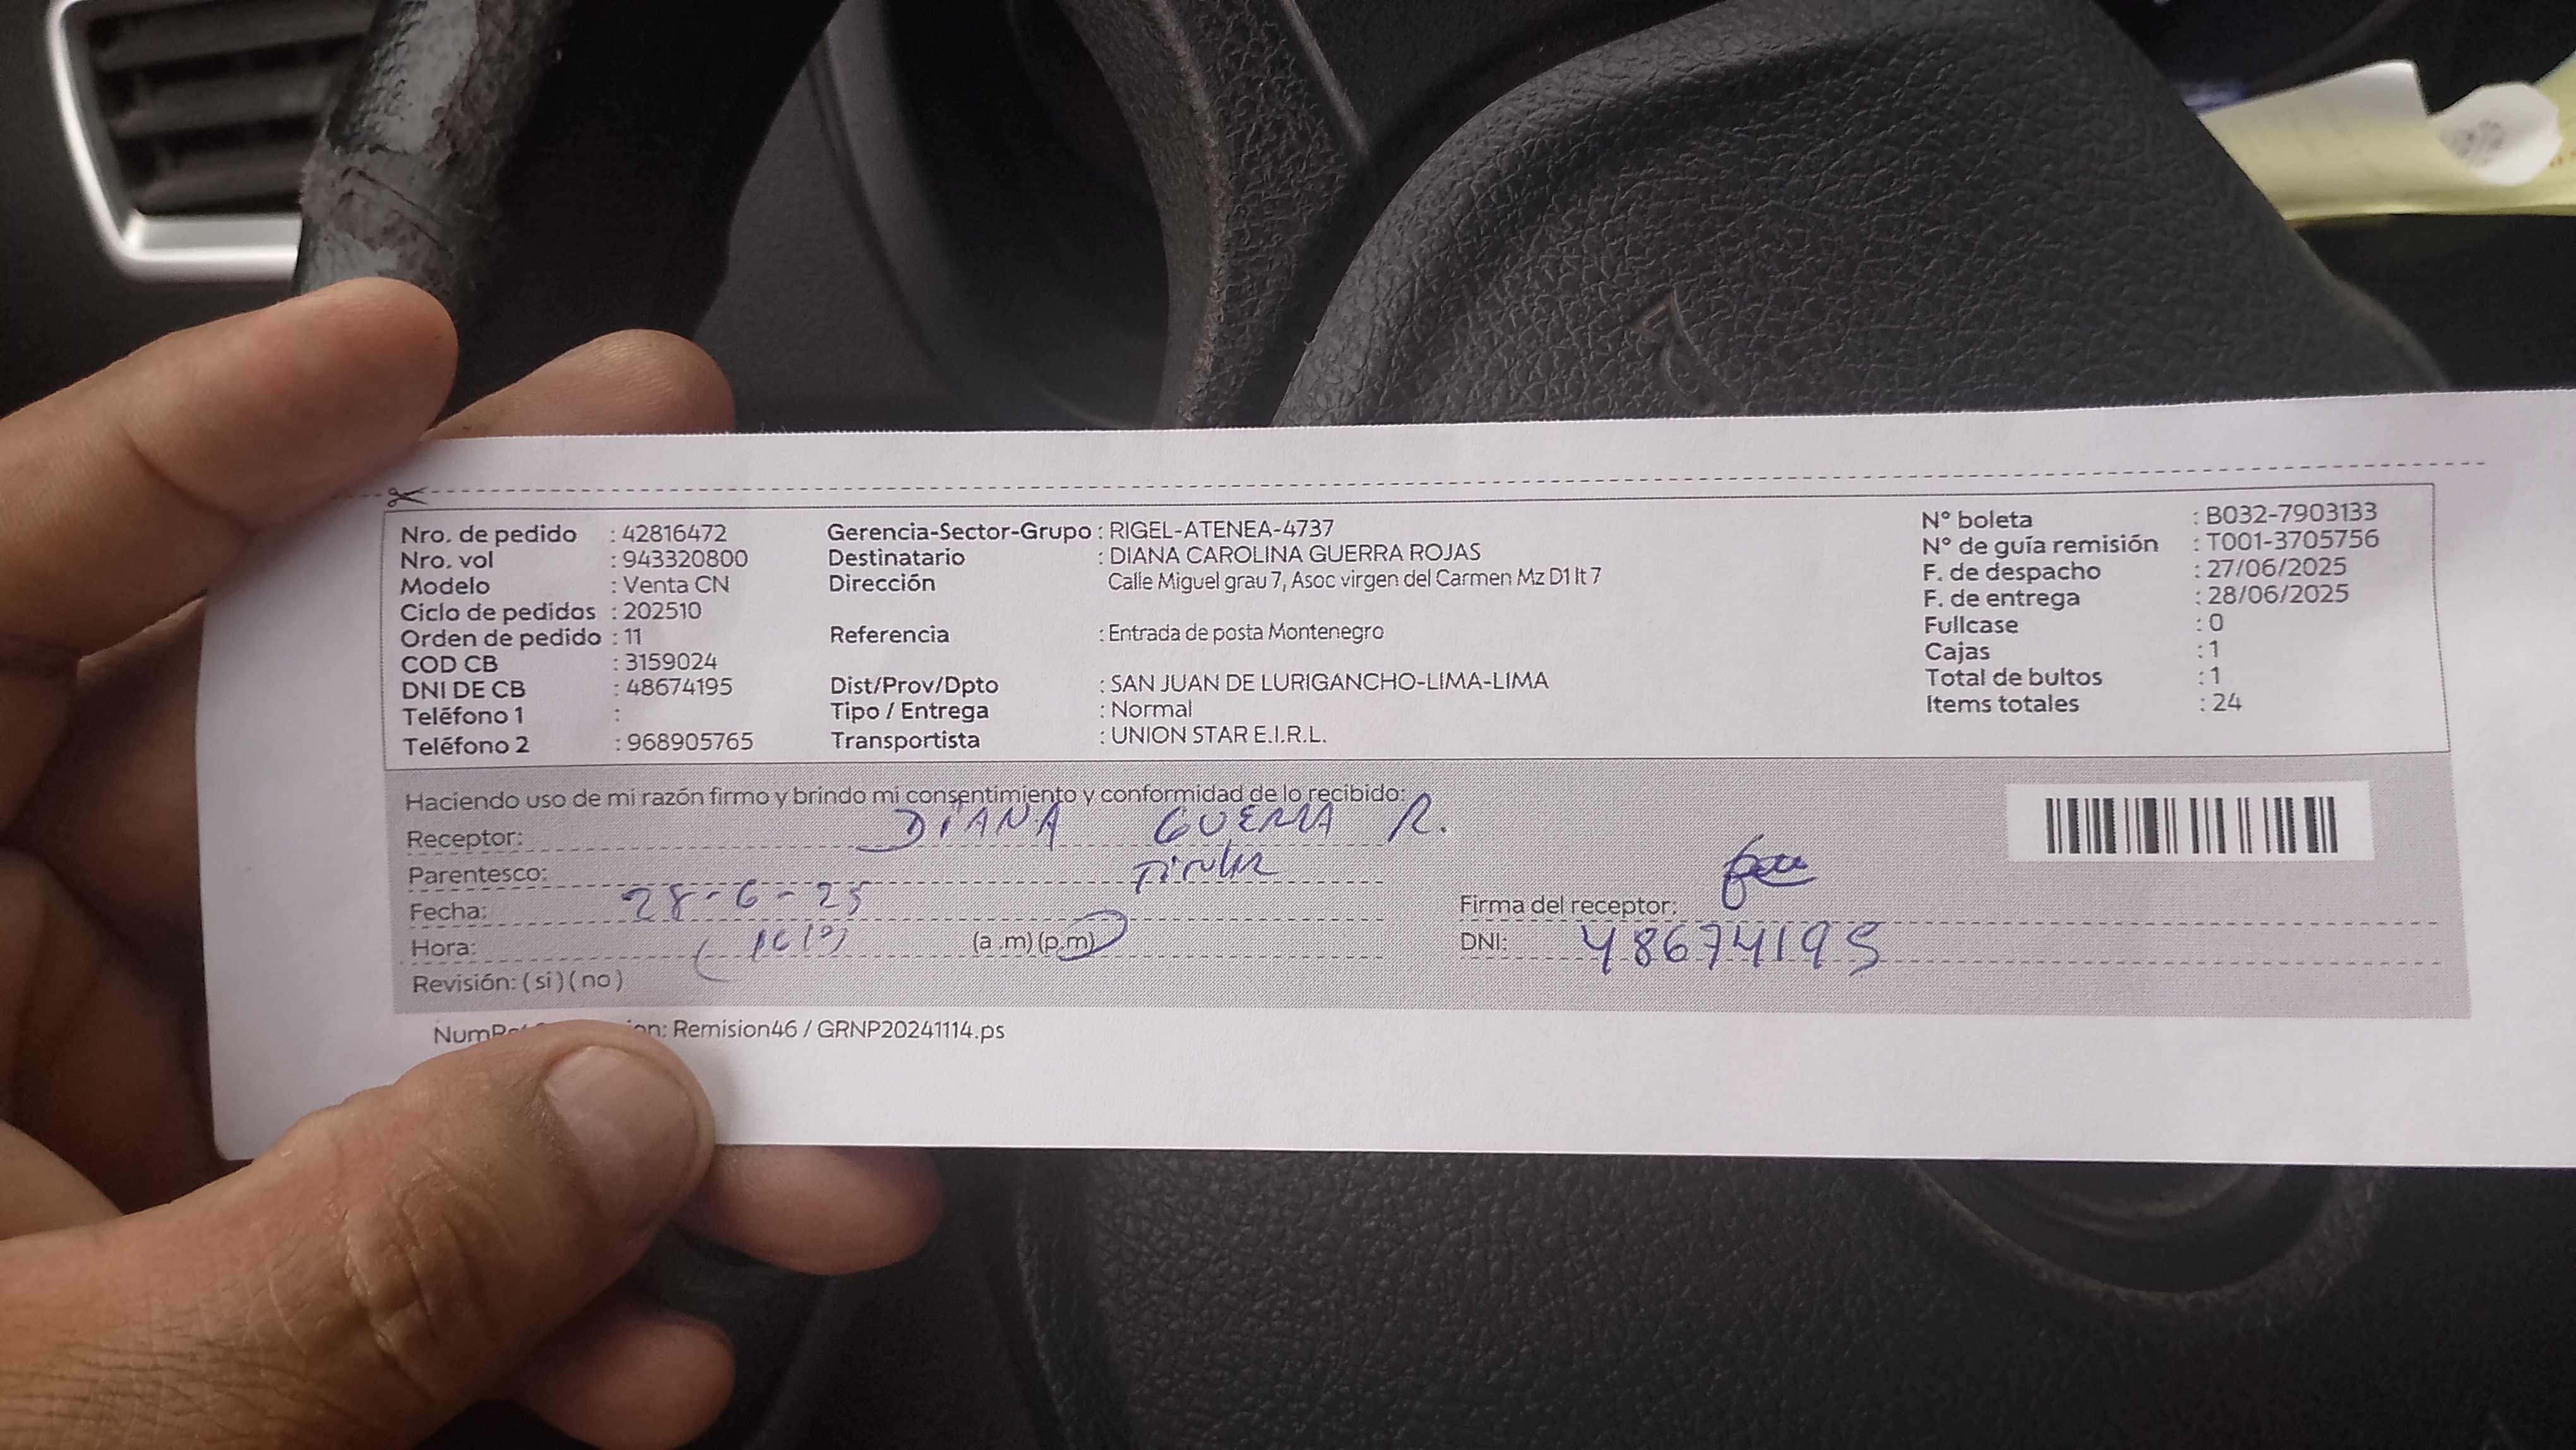 Nro. de pedido : 42816472
Nro. vol : 943320800
Modelo : Venta CN
Ciclo de pedidos : 202510
Orden de pedido : 11
COD CB : 3159024
DNI DE CB : 48674195
Teléfono 1 :
Teléfono 2 : 968905765
Gerencia-Sector-Grupo : RIGEL-ATENEA-4737
Destinatario : DIANA CAROLINA GUERRA ROJAS
Dirección Calle Miguel grau 7, Asoc virgen del Carmen Mz D1 lt 7
Referencia : Entrada de posta Montenegro
Dist/Prov/Dpto : SAN JUAN DE LURIGANCHO-LIMA-LIMA
Tipo / Entrega : Normal
Transportista : UNION STAR E.I.R.L.
N° boleta : B032-7903133
N° de guía remisión : T001-3705756
F. de despacho : 27/06/2025
F. de entrega : 28/06/2025
Fullcase : 0
Cajas : 1
Total de bultos : 1
Items totales : 24
Haciendo uso de mi razón firmo y brindo mi consentimiento y conformidad de lo recibido:
Receptor: DIANA GUERRA R.
Parentesco:
Fecha: 28-6-25
Hora: (a .m) (p.m)
Revisión: ( si ) ( no )
Firma del receptor:
DNI: 48674195
Remision46 / GRNP20241114.ps